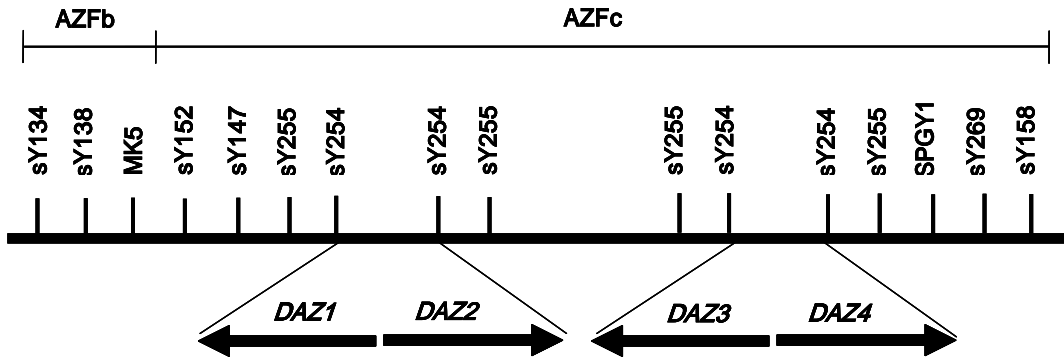 AZFb
AZFc
sY134
sY138
MK5
sY152
sY147
sY255
sY254
sY254
sY255
sY255
sY254
sY254
sY255
SPGY1
sY269
sY158
DAZ1
DAZ2
DAZ3
DAZ4